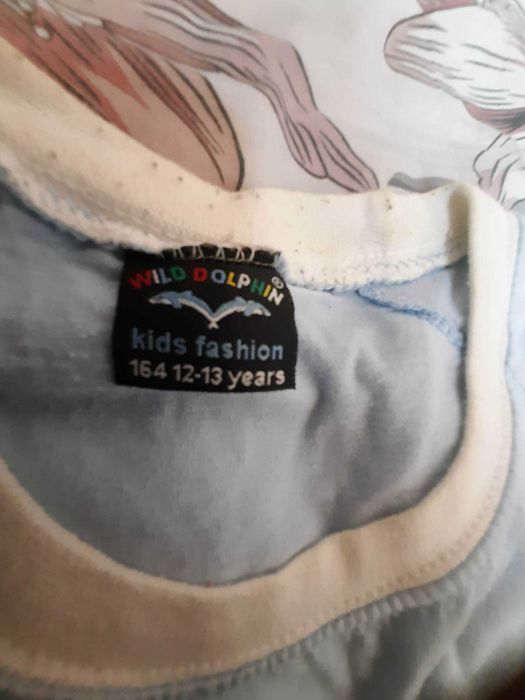 WILD DOLPHIN®
kids fashion
164 12-13 years